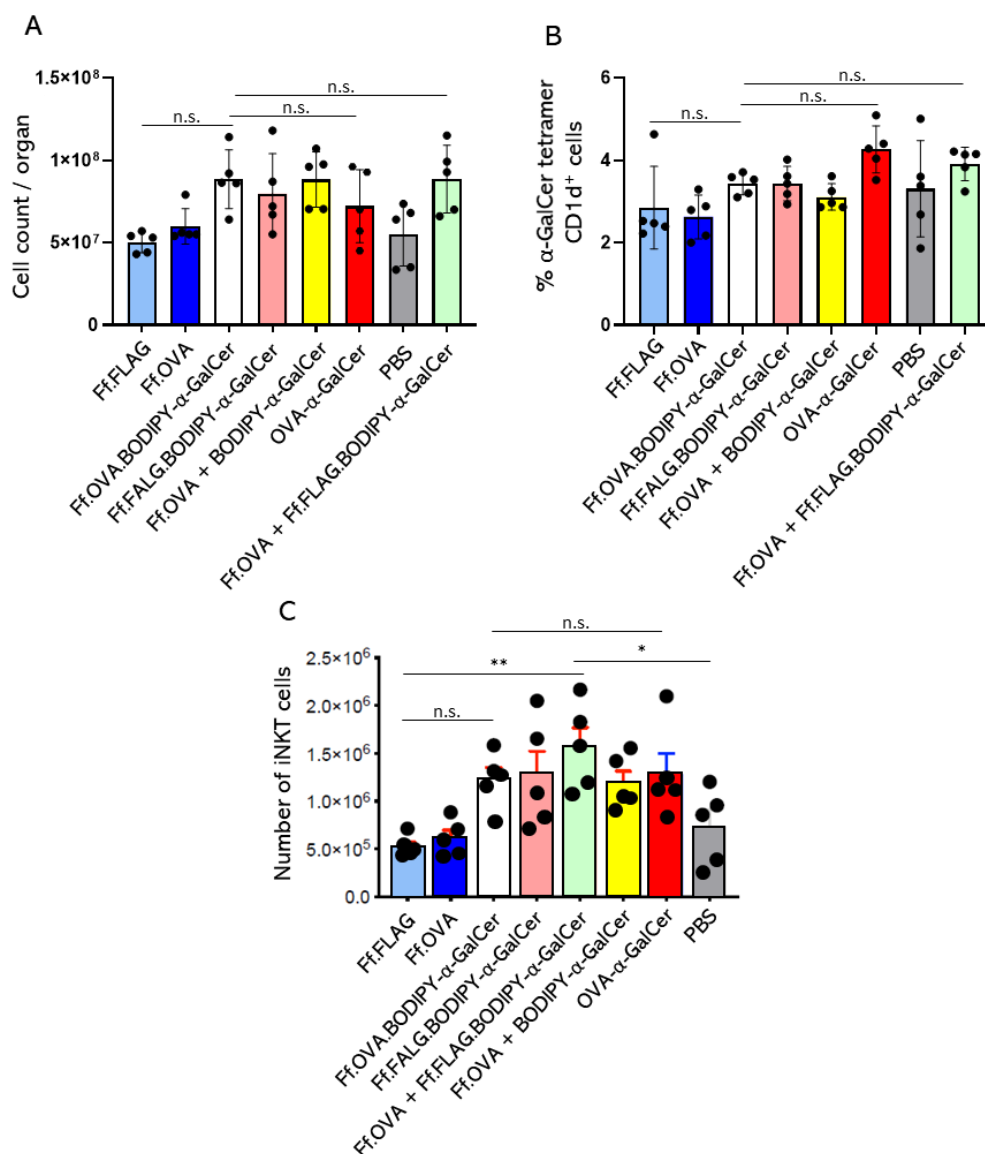 A
Cell count / organ
1.5×10⁸
1×10⁸
5×10⁷
0
n.s.
n.s.
n.s.
Ff.FLAG
Ff.OVA
Ff.OVA.BODIPY-α-GalCer
Ff.FALG.BODIPY-α-GalCer
Ff.OVA + BODIPY-α-GalCer
OVA-α-GalCer
PBS
Ff.OVA + Ff.FLAG.BODIPY-α-GalCer
B
% α-GalCer tetramer
CD1d⁺ cells
6
4
2
0
n.s.
n.s.
n.s.
Ff.FLAG
Ff.OVA
Ff.OVA.BODIPY-α-GalCer
Ff.FALG.BODIPY-α-GalCer
Ff.OVA + BODIPY-α-GalCer
OVA-α-GalCer
PBS
Ff.OVA + Ff.FLAG.BODIPY-α-GalCer
C
Number of iNKT cells
2.5×10⁶
2.0×10⁶
1.5×10⁶
1.0×10⁶
5.0×10⁵
0.0
n.s.
**
*
n.s.
Ff.FLAG
Ff.OVA
Ff.OVA.BODIPY-α-GalCer
Ff.FALG.BODIPY-α-GalCer
Ff.OVA + Ff.FLAG.BODIPY-α-GalCer
Ff.OVA + BODIPY-α-GalCer
OVA-α-GalCer
PBS